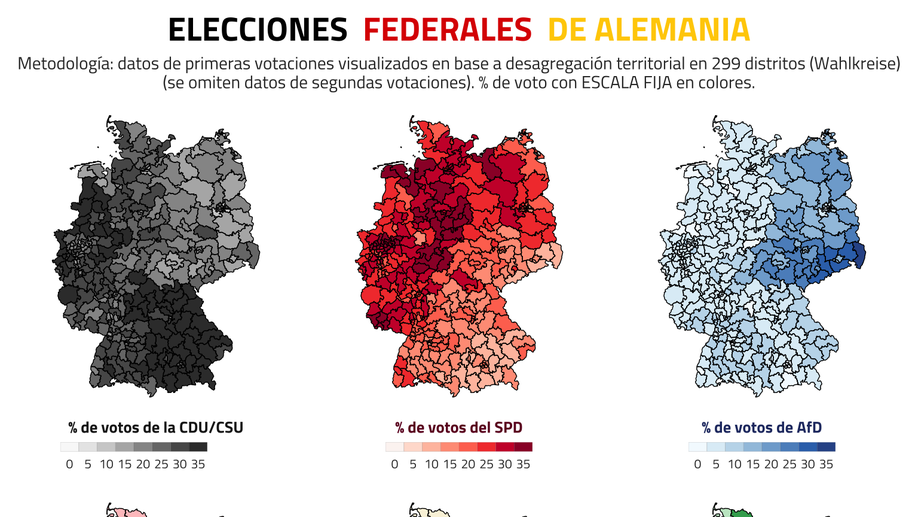 ELECCIONES FEDERALES DE ALEMANIA
Metodología: datos de primeras votaciones visualizados en base a desagregación territorial en 299 distritos (Wahlkreise)
(se omiten datos de segundas votaciones). % de voto con ESCALA FIJA en colores.
% de votos de la CDU/CSU % de votos del SPD % de votos de AfD
0 5 10 15 20 25 30 35 0 5 10 15 20 25 30 35 0 5 10 15 20 25 30 35